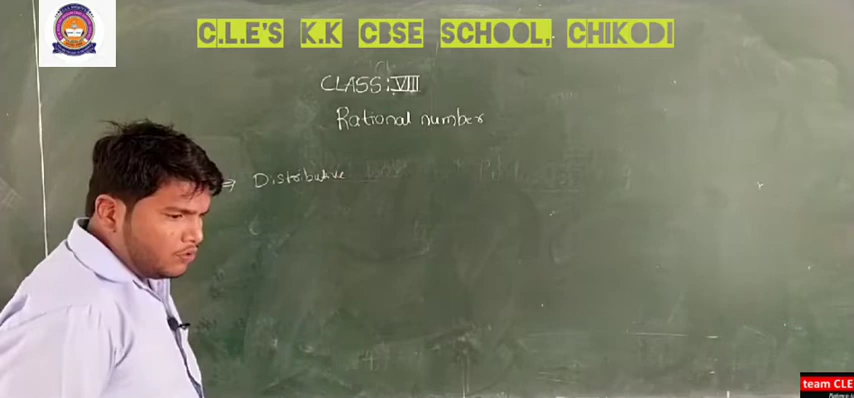 C.L.E'S K.K CBSE SCHOOL, CHIKODI
CLASS: VIII
Rational number
⇒ Distributive
team CLE